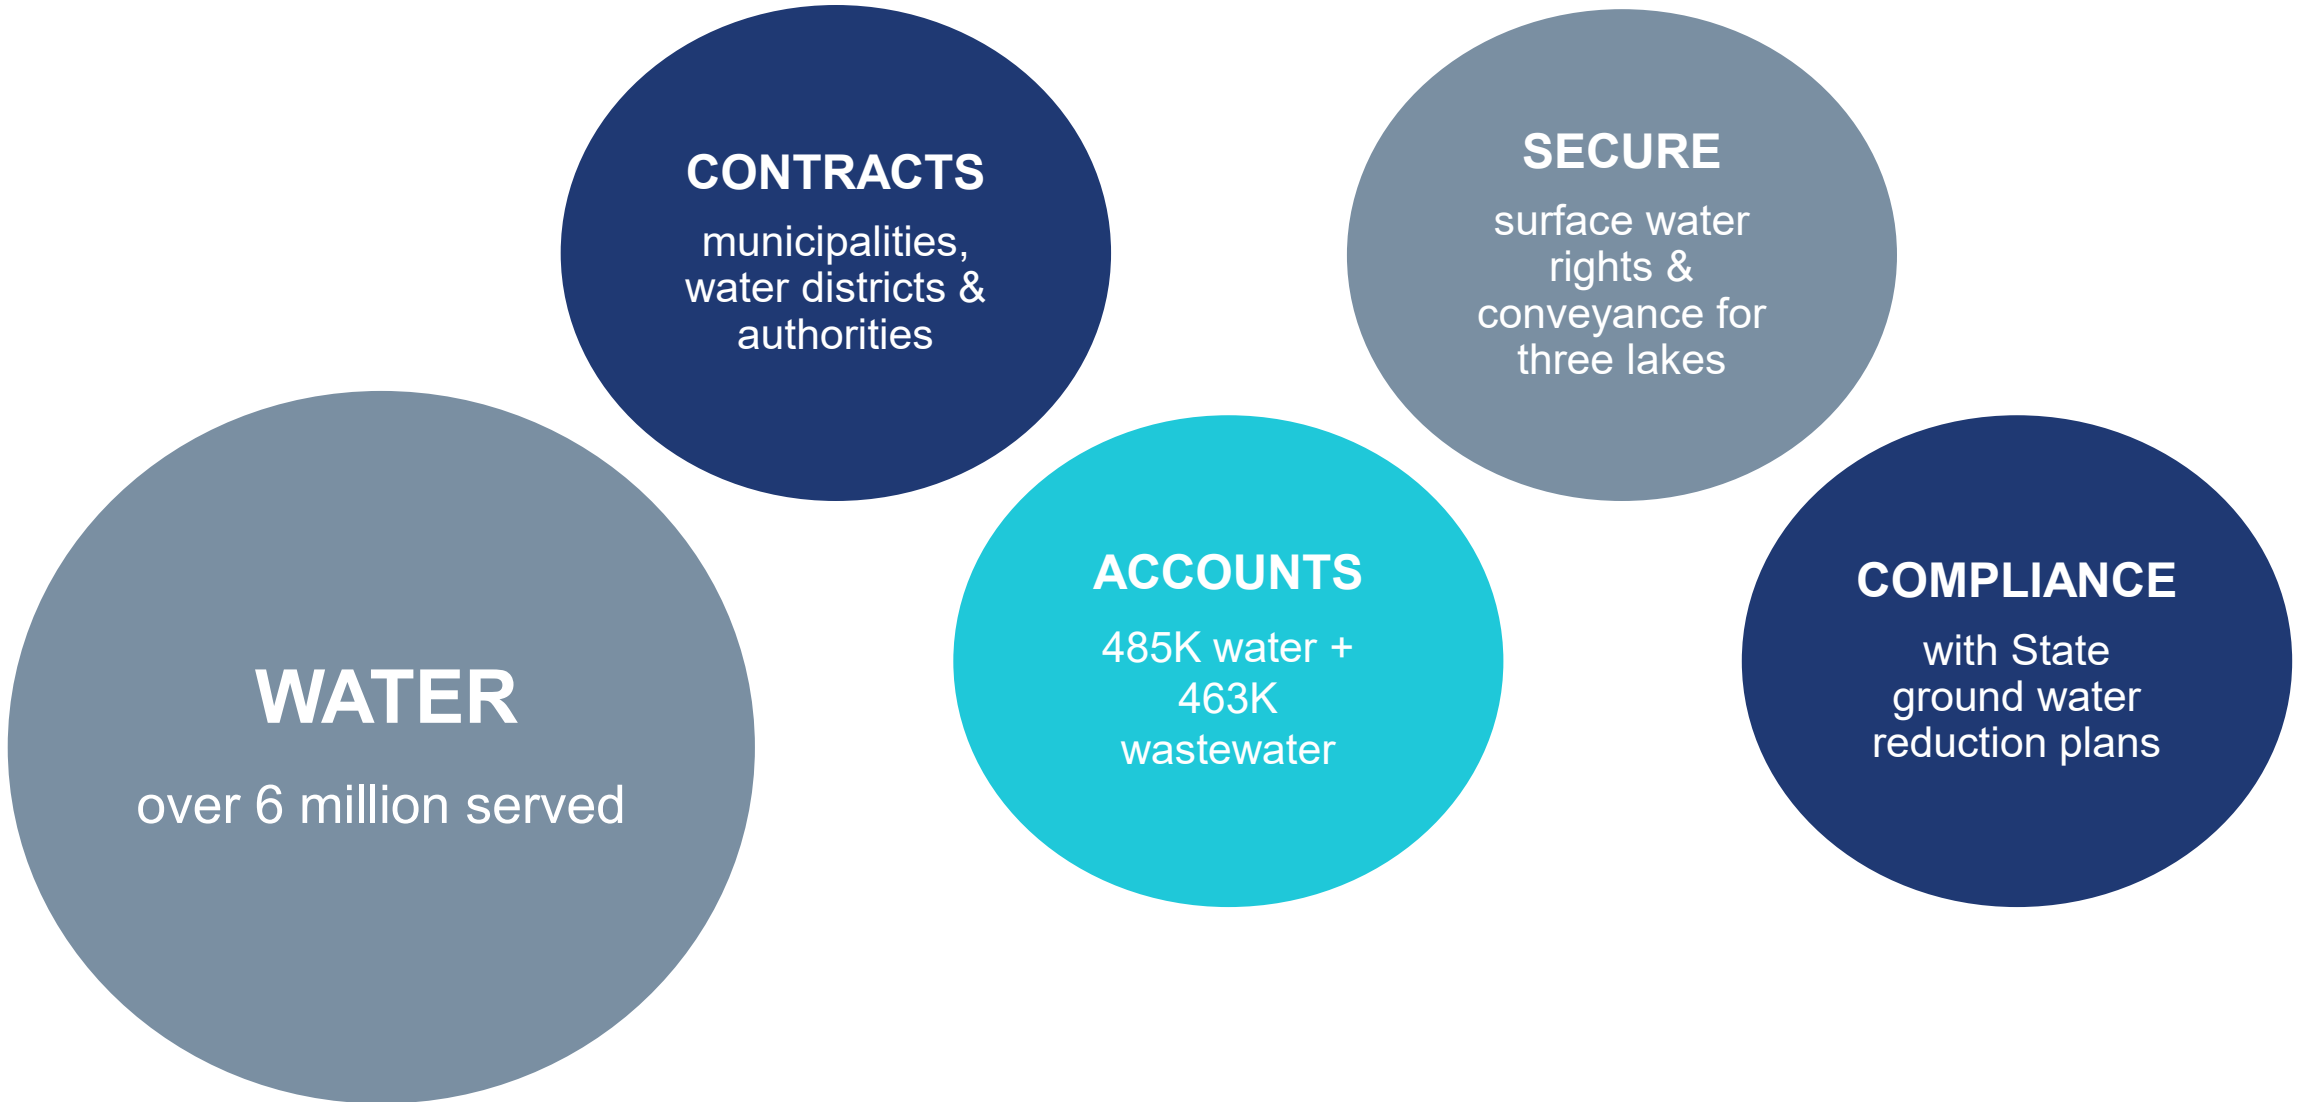 WATER
over 6 million served
CONTRACTS
municipalities,
water districts &
authorities
ACCOUNTS
485K water +
463K
wastewater
SECURE
surface water
rights &
conveyance for
three lakes
COMPLIANCE
with State
ground water
reduction plans